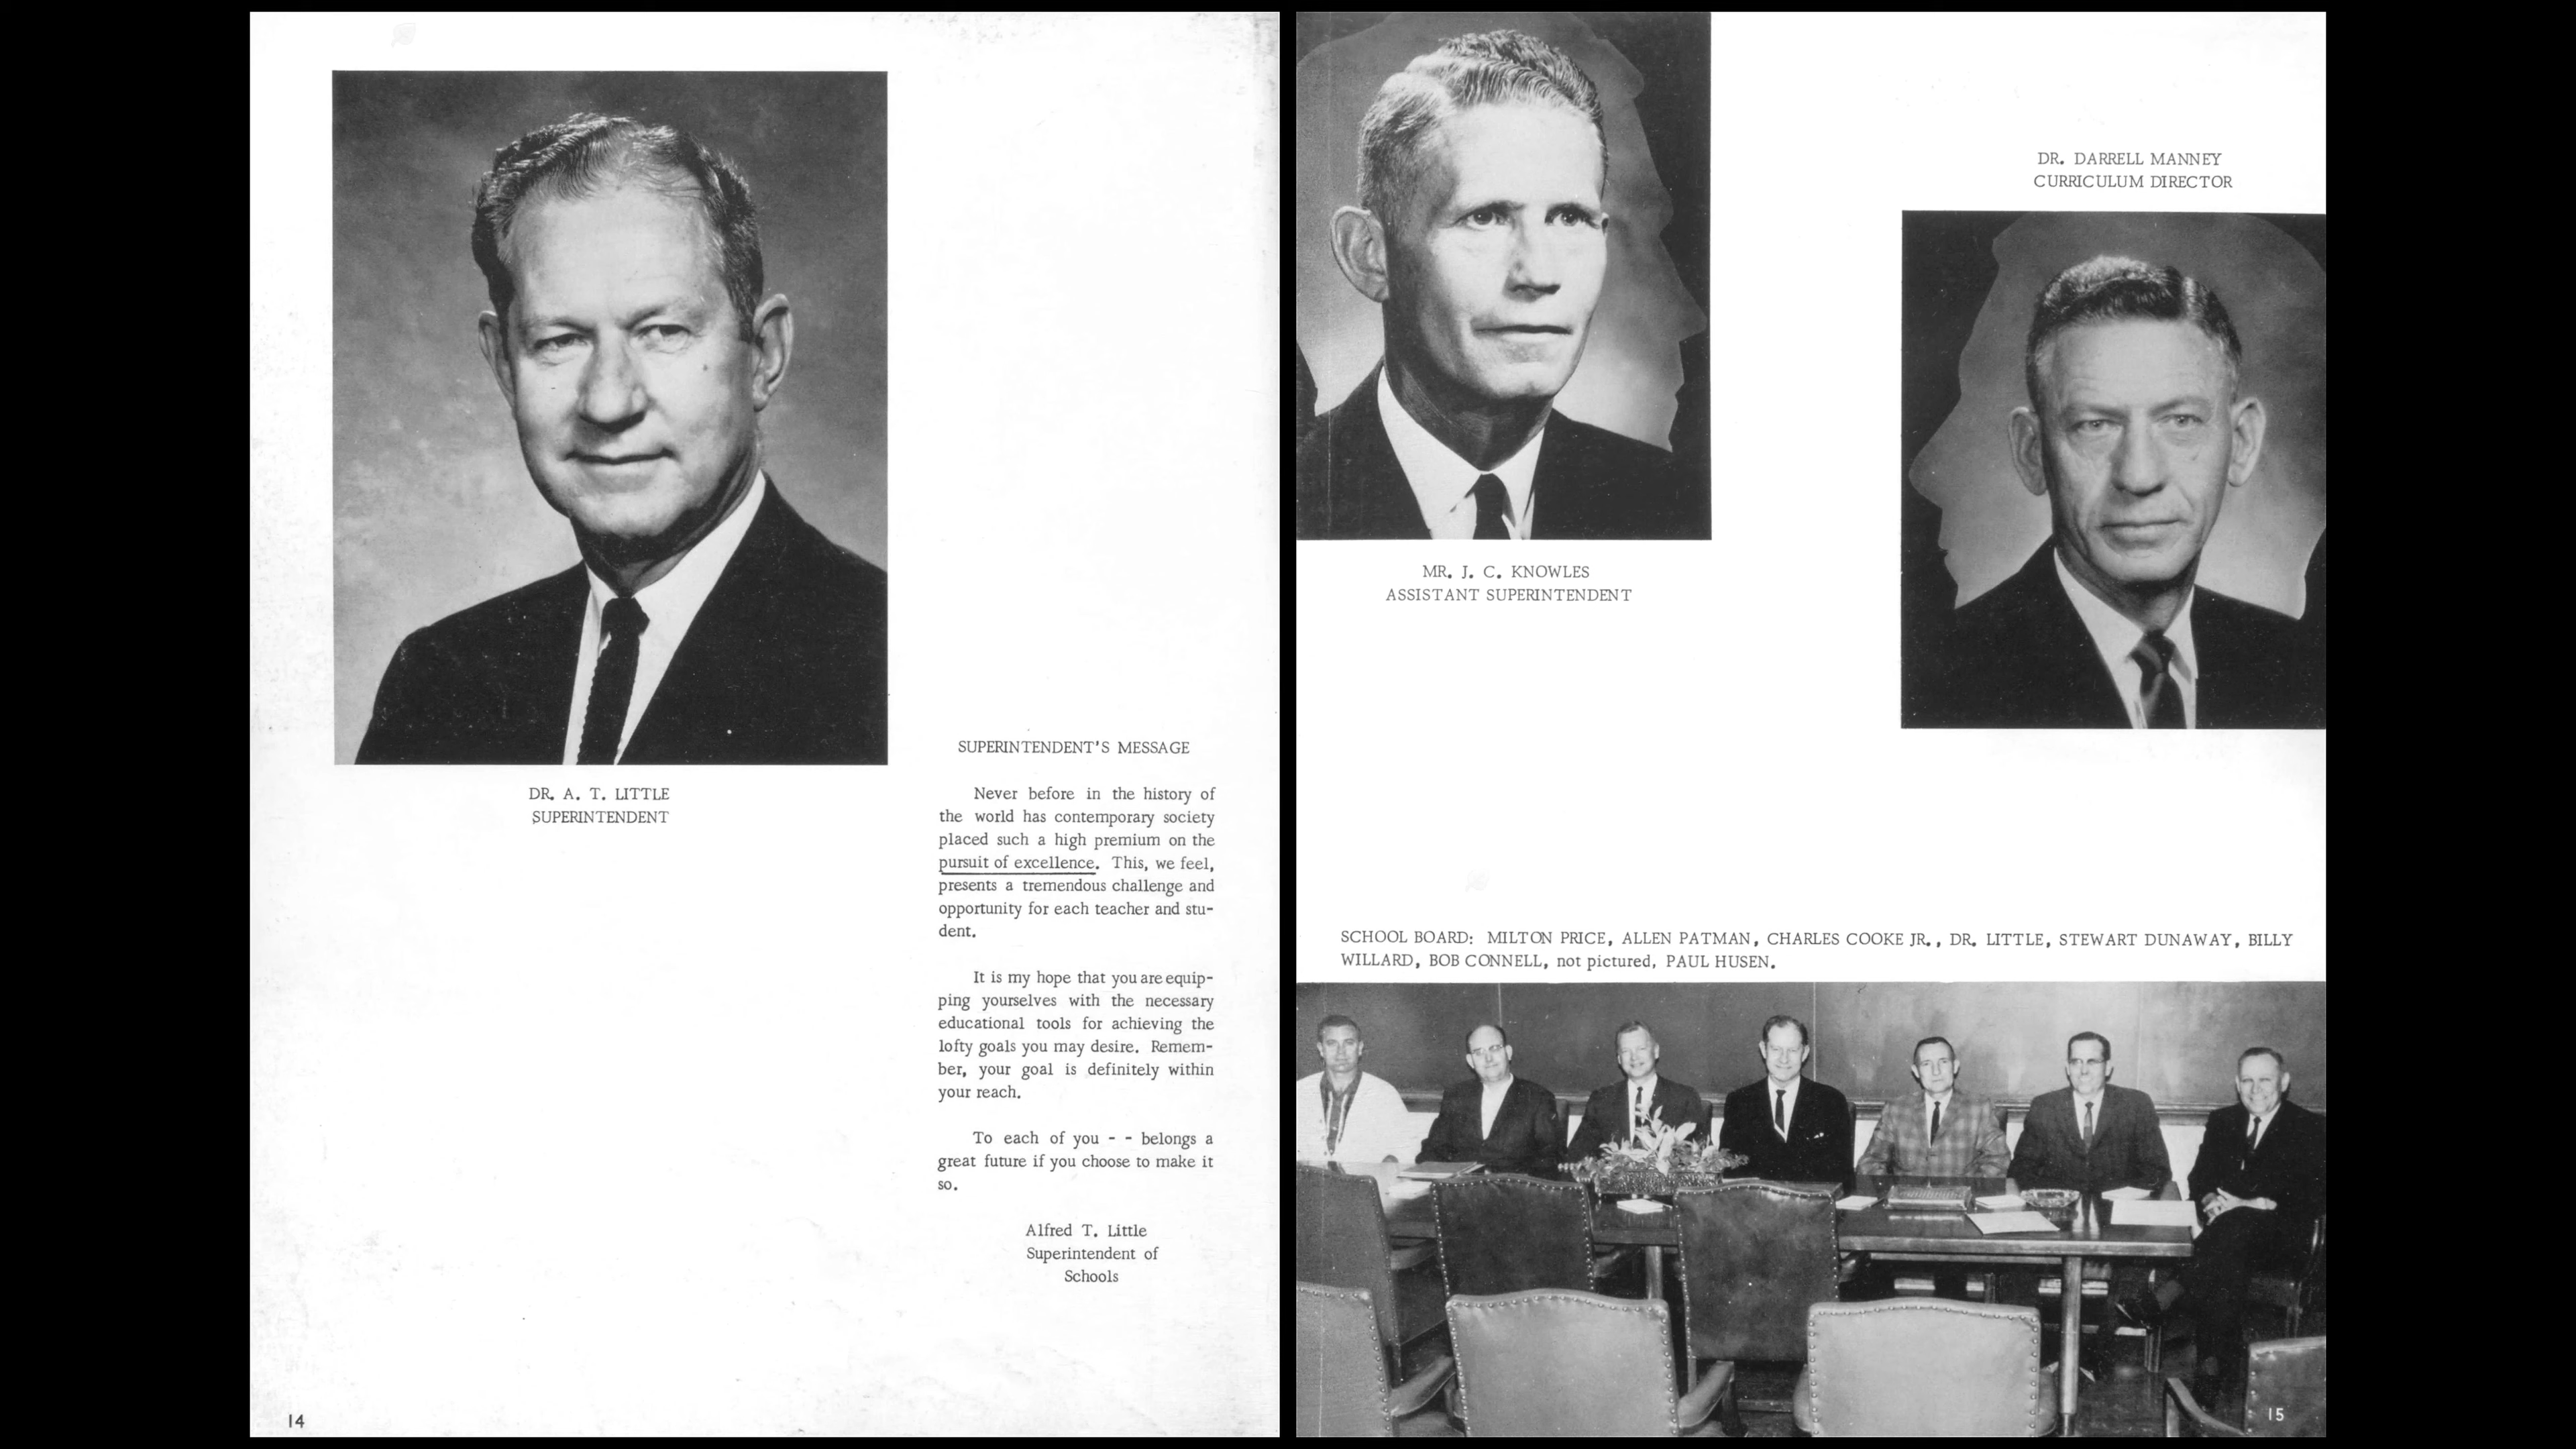 DR. A. T. LITTLE
SUPERINTENDENT
SUPERINTENDENT'S MESSAGE
Never before in the history of
the world has contemporary society
placed such a high premium on the
pursuit of excellence. This, we feel,
presents a tremendous challenge and
opportunity for each teacher and stu-
dent.
It is my hope that you are equip-
ping yourselves with the necessary
educational tools for achieving the
lofty goals you may desire. Remem-
ber, your goal is definitely within
your reach.
To each of you - - belongs a
great future if you choose to make it
so.
Alfred T. Little
Superintendent of
Schools
14
DR. DARRELL MANNEY
CURRICULUM DIRECTOR
MR. J. C. KNOWLES
ASSISTANT SUPERINTENDENT
SCHOOL BOARD: MILTON PRICE, ALLEN PATMAN, CHARLES COOKE JR., DR. LITTLE, STEWART DUNAWAY, BILLY
WILLARD, BOB CONNELL, not pictured, PAUL HUSEN.
15